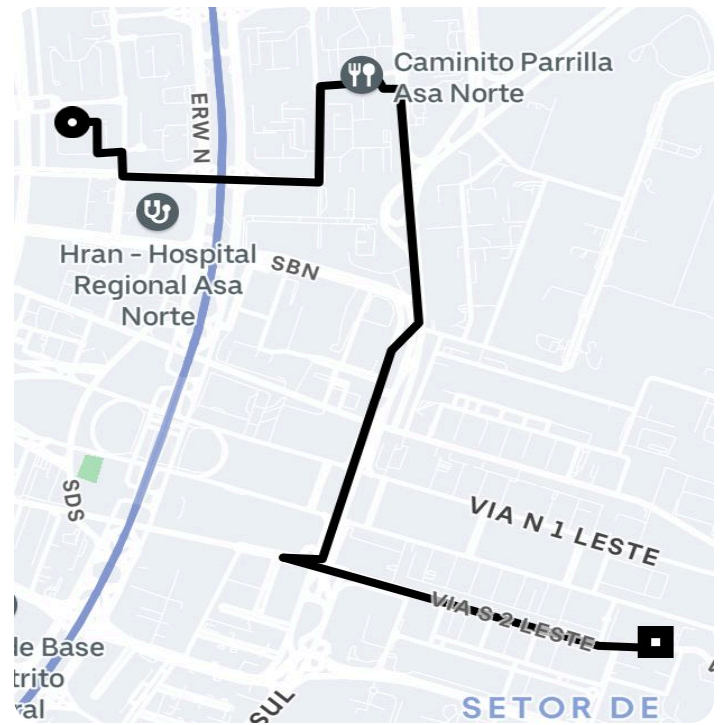 Caminito Parrilla
Asa Norte
ERW N
Hran - Hospital
Regional Asa
Norte
SBN
SDS
VIA N 1 LESTE
VIA S 2 LESTE
le Base
trito
ral
SUL
SETOR DE